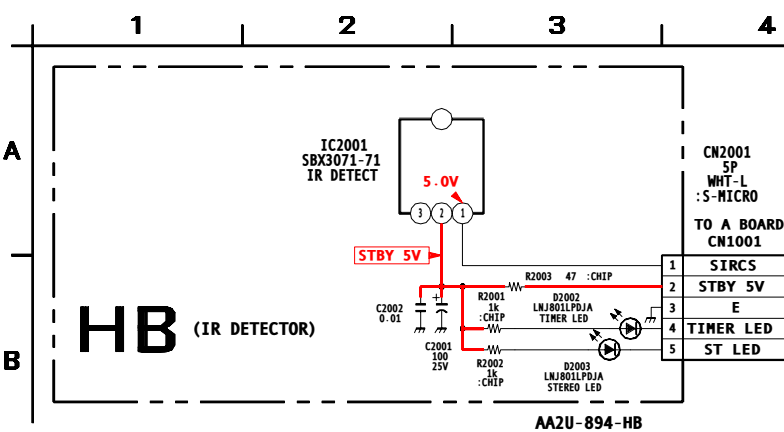 1 2 3 4
A
IC2001
SBX3071-71
IR DETECT
5.0V
3 2 1
CN2001
5P
WHT-L
:S-MICRO
TO A BOARD
CN1001
STBY 5V
1 SIRCS
R2003 47 :CHIP
2 STBY 5V
C2002
0.01
+
R2001
1k
:CHIP
D2002
LNJ801LPDJA
TIMER LED
3 E
HB (IR DETECTOR)
4 TIMER LED
B
C2001
100
25V
R2002
1k
:CHIP
D2003
LNJ801LPDJA
STEREO LED
5 ST LED
AA2U-894-HB